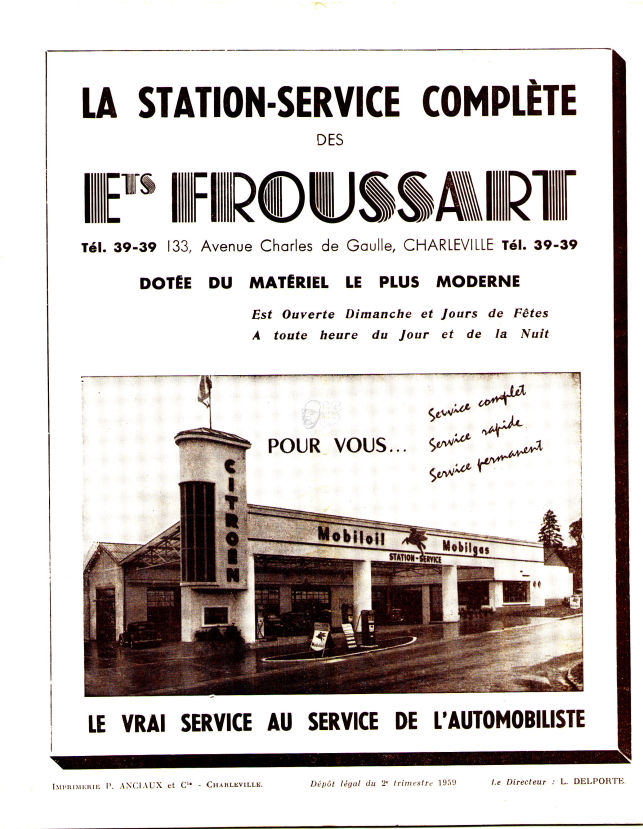 LA STATION-SERVICE COMPLÈTE
DES
ETS FROUSSART
Tél. 39-39 133, Avenue Charles de Gaulle, CHARLEVILLE Tél. 39-39
DOTÉE DU MATÉRIEL LE PLUS MODERNE
Est Ouverte Dimanche et Jours de Fêtes
A toute heure du Jour et de la Nuit
POUR VOUS...
Service complet
Service rapide
Service permanent
CITROEN
Mobiloil Mobilgas
STATION-SERVICE
LE VRAI SERVICE AU SERVICE DE L'AUTOMOBILISTE
IMPRIMERIE P. ANCIAUX et Cie - CHARLEVILLE. Dépôt légal du 2e trimestre 1959 Le Directeur : L. DELPORTE.